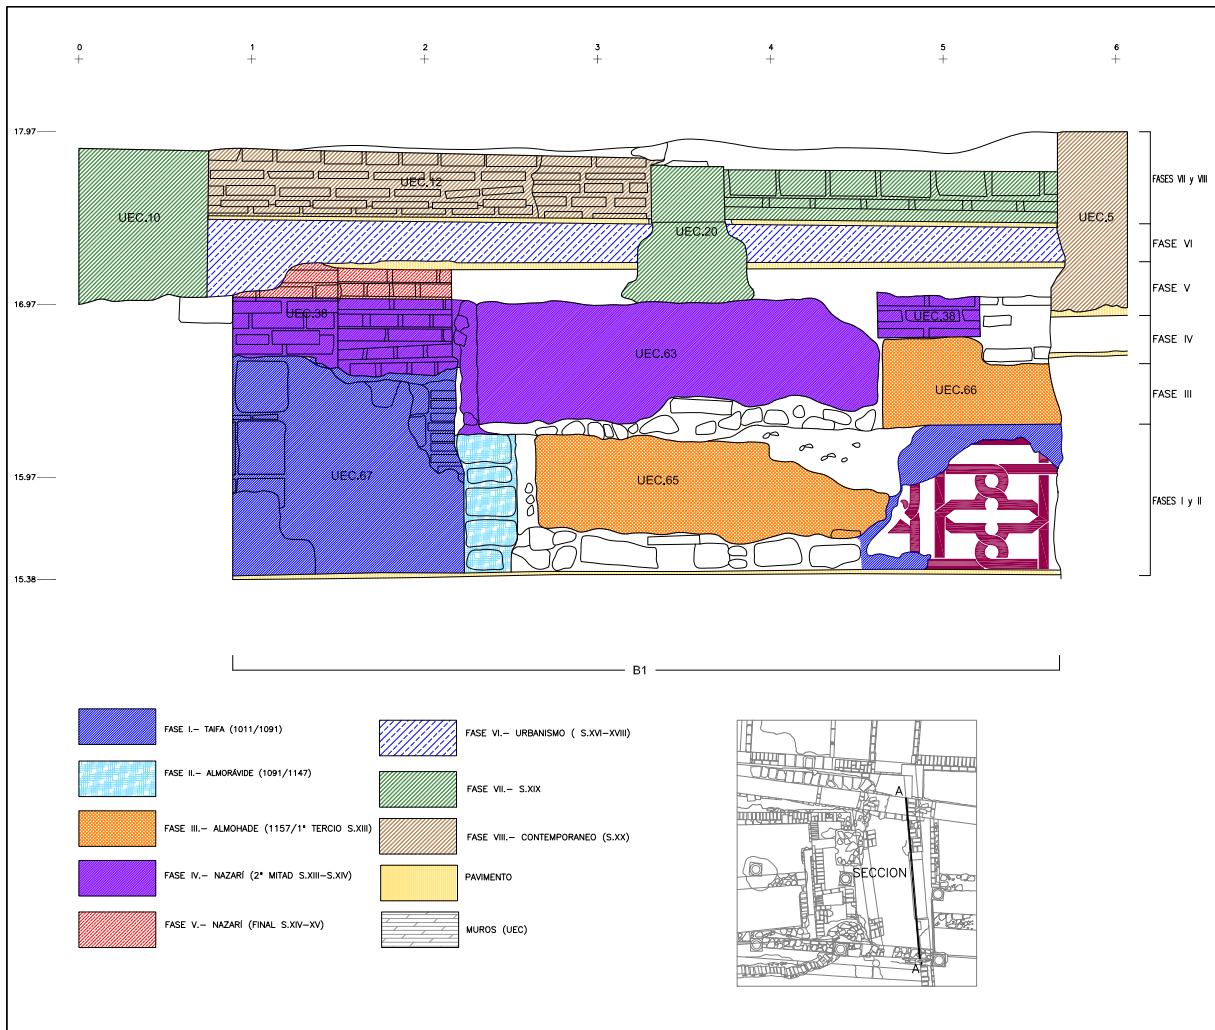 0 1 2 3 4 5 6
17.97
16.97
15.97
15.38
UEC.10
UEC.12
UEC.20
UEC.5
UEC.38
UEC.63
UEC.38
UEC.66
UEC.67
UEC.65
FASES VII y VIII
FASE VI
FASE V
FASE IV
FASE III
FASES I y II
B1
FASE I.- TAIFA (1011/1091)
FASE II.- ALMORÁVIDE (1091/1147)
FASE III.- ALMOHADE (1157/1º TERCIO S.XIII)
FASE IV.- NAZARÍ (2ª MITAD S.XIII-S.XIV)
FASE V.- NAZARÍ (FINAL S.XIV-XV)
FASE VI.- URBANISMO ( S.XVI-XVIII)
FASE VII.- S.XIX
FASE VIII.- CONTEMPORANEO (S.XX)
PAVIMENTO
MUROS (UEC)
A
SECCION
A'